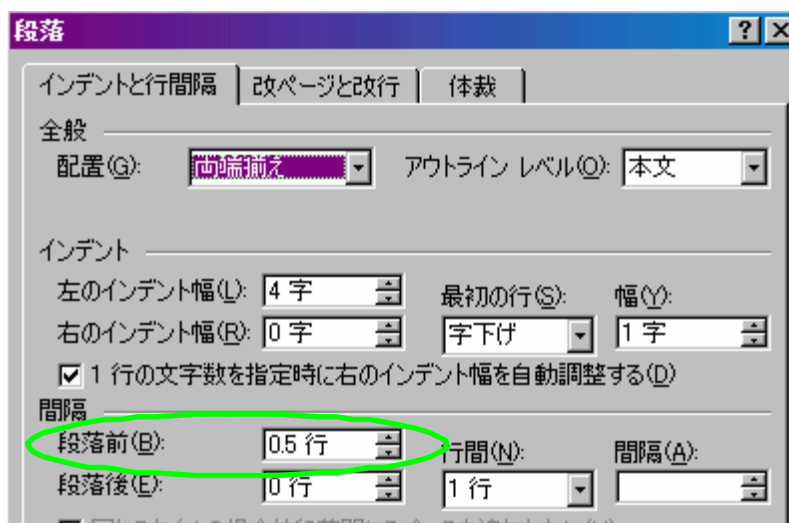 段落
インデントと行間隔 改ページと改行 体裁
全般
配置(G): 両端揃え アウトライン レベル(O): 本文
インデント
左のインデント幅(L): 4 字 最初の行(S): 幅(Y):
右のインデント幅(R): 0 字 字下げ 1 字
1 行の文字数を指定時に右のインデント幅を自動調整する(D)
間隔
段落前(B): 0.5 行 行間(N): 間隔(A):
段落後(E): 0 行 1 行